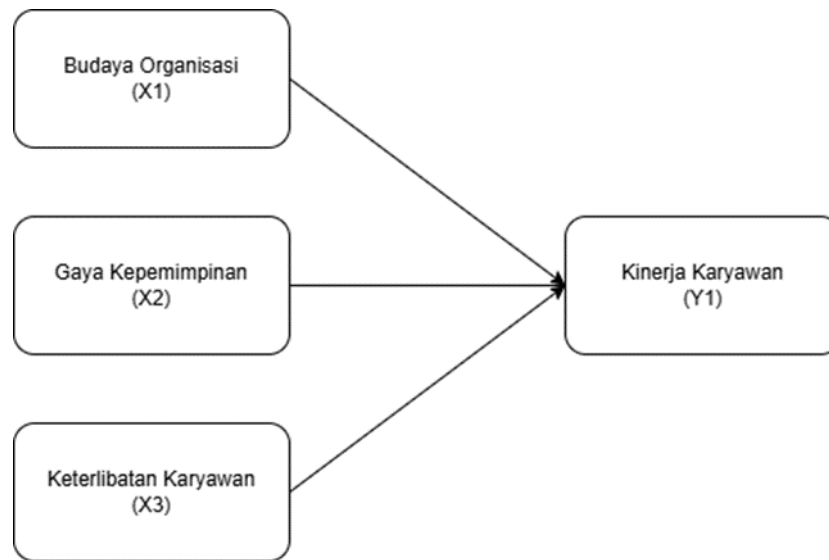 Budaya Organisasi
(X1)
Gaya Kepemimpinan
(X2)
Kinerja Karyawan
(Y1)
Keterlibatan Karyawan
(X3)